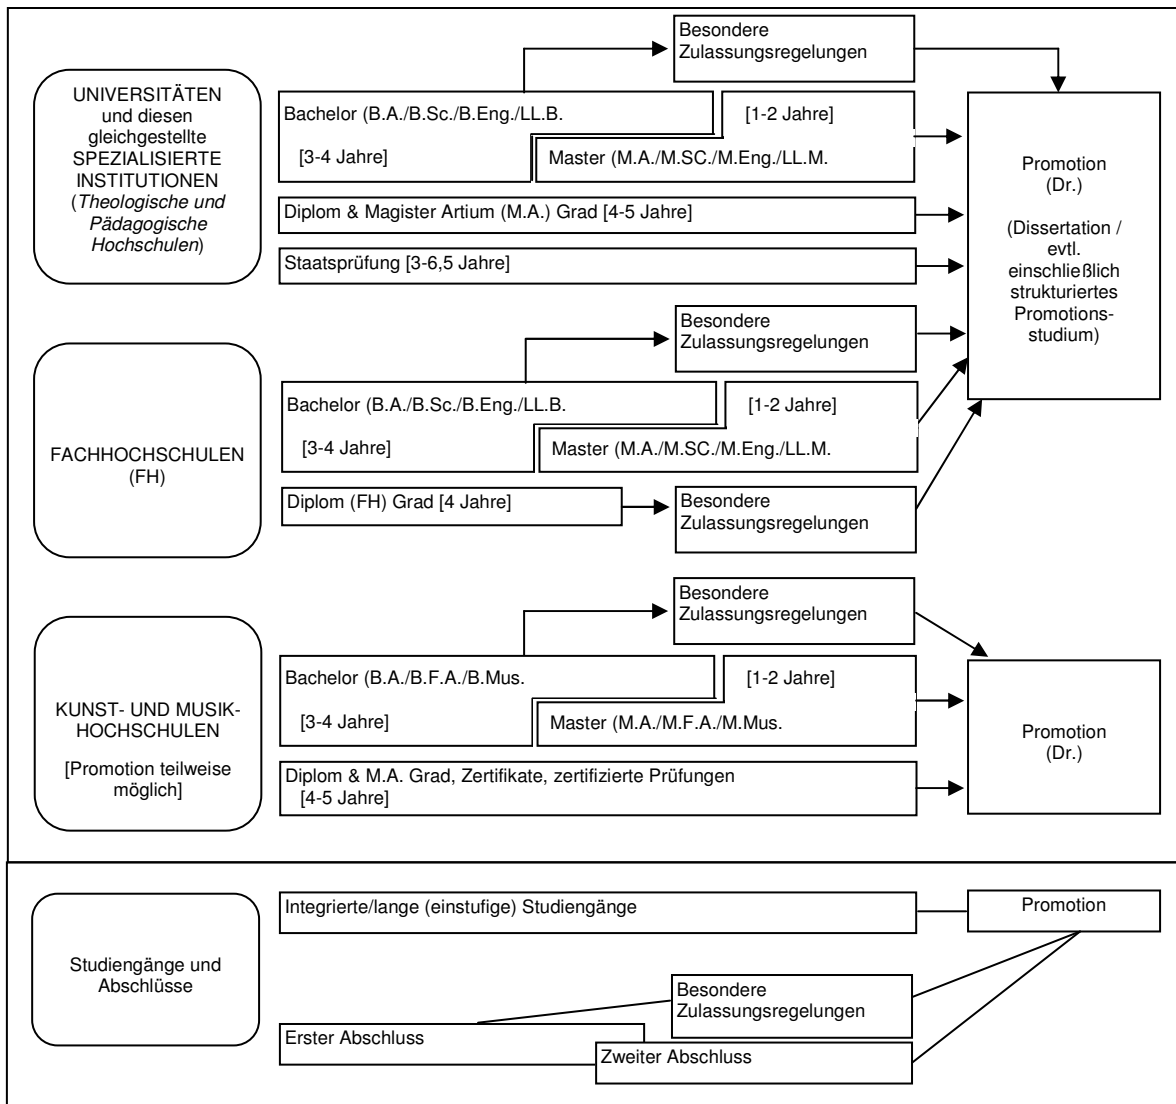 Besondere
Zulassungsregelungen
UNIVERSITÄTEN
und diesen
gleichgestellte
SPEZIALISIERTE
INSTITUTIONEN
(Theologische und
Pädagogische
Hochschulen)
Bachelor (B.A./B.Sc./B.Eng./LL.B.
[1-2 Jahre]
[3-4 Jahre]
Master (M.A./M.SC./M.Eng./LL.M.
Diplom & Magister Artium (M.A.) Grad [4-5 Jahre]
Staatsprüfung [3-6,5 Jahre]
Promotion
(Dr.)
(Dissertation /
evtl.
einschließlich
strukturiertes
Promotions-
studium)
Besondere
Zulassungsregelungen
FACHHOCHSCHULEN
(FH)
Bachelor (B.A./B.Sc./B.Eng./LL.B.
[1-2 Jahre]
[3-4 Jahre]
Master (M.A./M.SC./M.Eng./LL.M.
Diplom (FH) Grad [4 Jahre]
Besondere
Zulassungsregelungen
Besondere
Zulassungsregelungen
KUNST- UND MUSIK-
HOCHSCHULEN
[Promotion teilweise
möglich]
Bachelor (B.A./B.F.A./B.Mus.
[1-2 Jahre]
[3-4 Jahre]
Master (M.A./M.F.A./M.Mus.
Diplom & M.A. Grad, Zertifikate, zertifizierte Prüfungen
[4-5 Jahre]
Promotion
(Dr.)
Studiengänge und
Abschlüsse
Integrierte/lange (einstufige) Studiengänge
Promotion
Besondere
Zulassungsregelungen
Erster Abschluss
Zweiter Abschluss